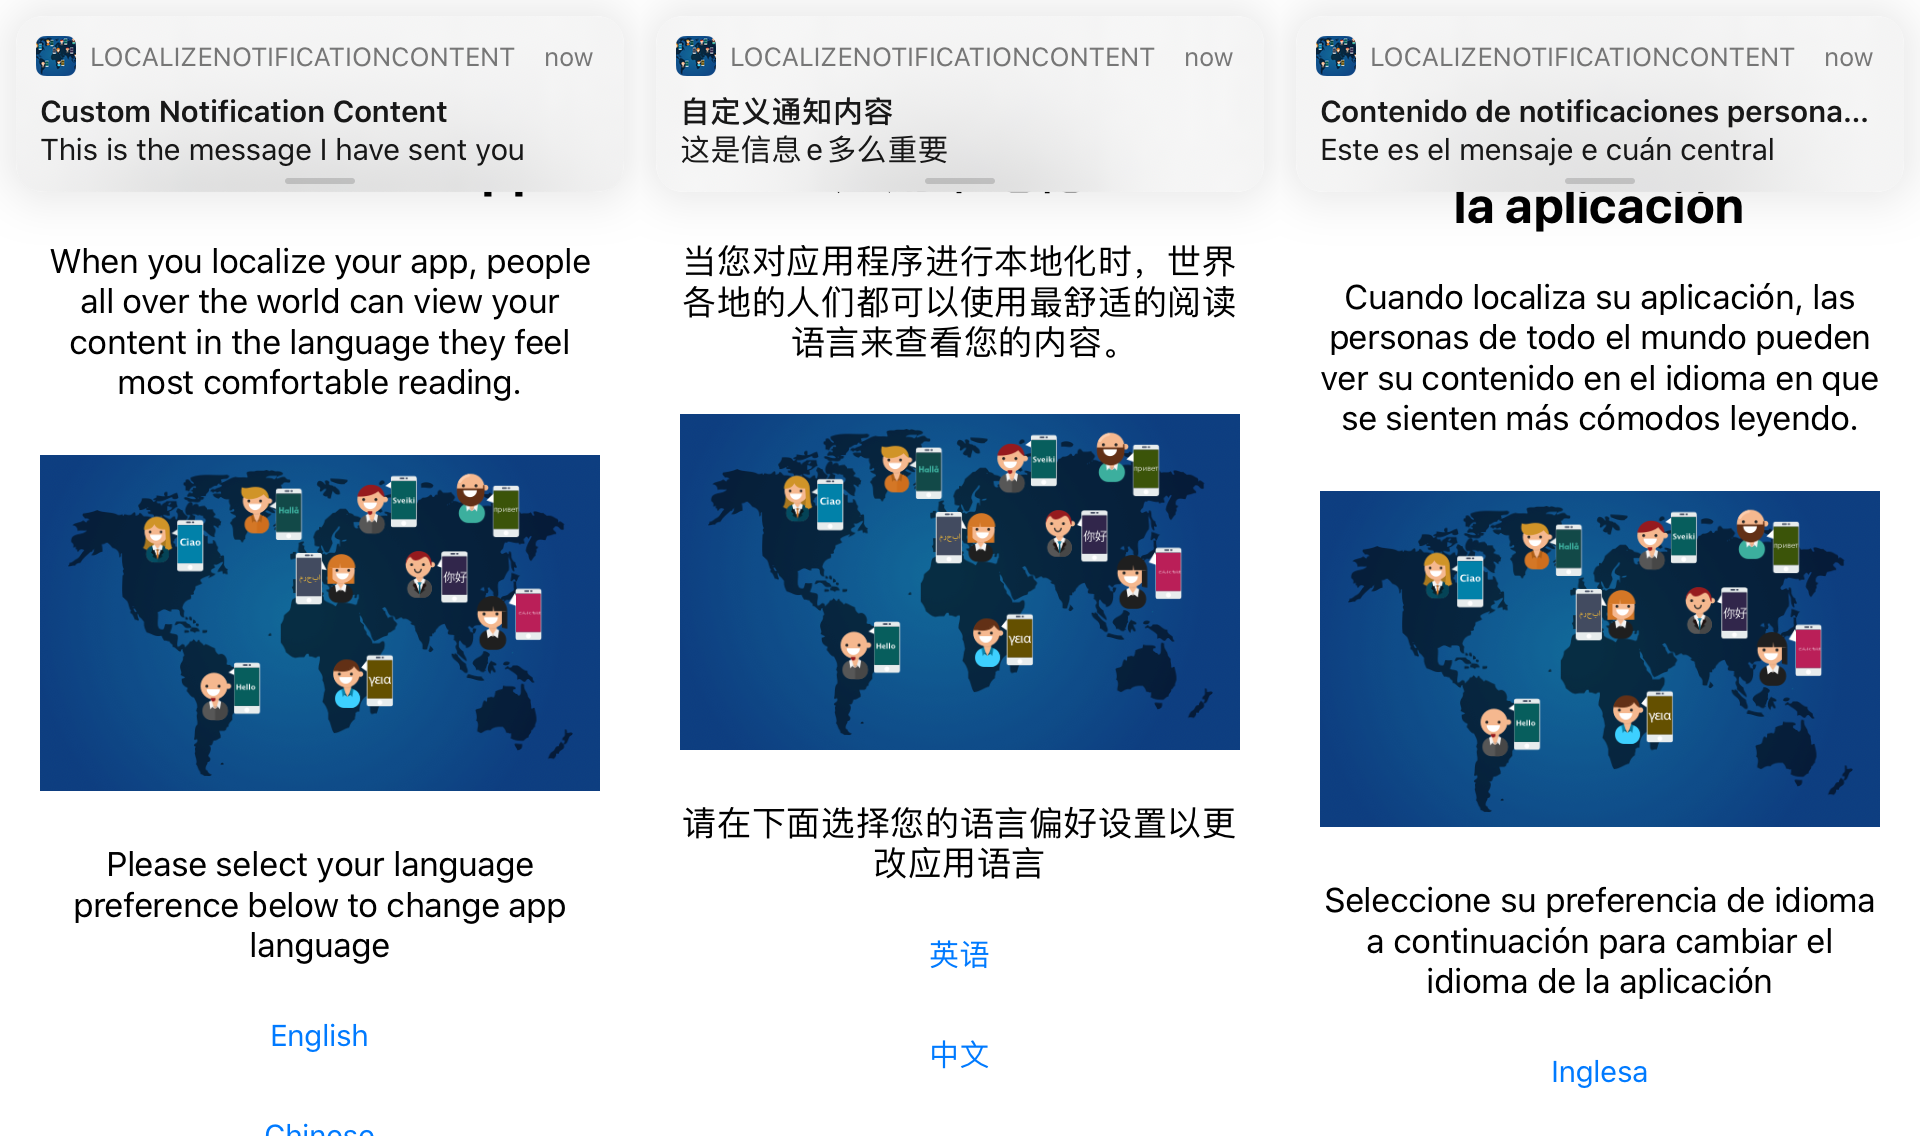 LOCALIZENOTIFICATIONCONTENT now
Custom Notification Content
This is the message I have sent you
When you localize your app, people
all over the world can view your
content in the language they feel
most comfortable reading.
Ciao
Hallå
Sveiki
привет
你好
Hello
γεια
Please select your language
preference below to change app
language
English
Chinese
LOCALIZENOTIFICATIONCONTENT now
自定义通知内容
这是信息e多么重要
当您对应用程序进行本地化时，世界
各地的人们都可以使用最舒适的阅读
语言来查看您的内容。
Ciao
Hallå
Sveiki
привет
你好
Hello
γεια
请在下面选择您的语言偏好设置以更
改应用语言
英语
中文
LOCALIZENOTIFICATIONCONTENT now
Contenido de notificaciones persona...
Este es el mensaje e cuán central
la aplicación
Cuando localiza su aplicación, las
personas de todo el mundo pueden
ver su contenido en el idioma en que
se sienten más cómodos leyendo.
Ciao
Hallå
Sveiki
привет
你好
Hello
γεια
Seleccione su preferencia de idioma
a continuación para cambiar el
idioma de la aplicación
Inglesa